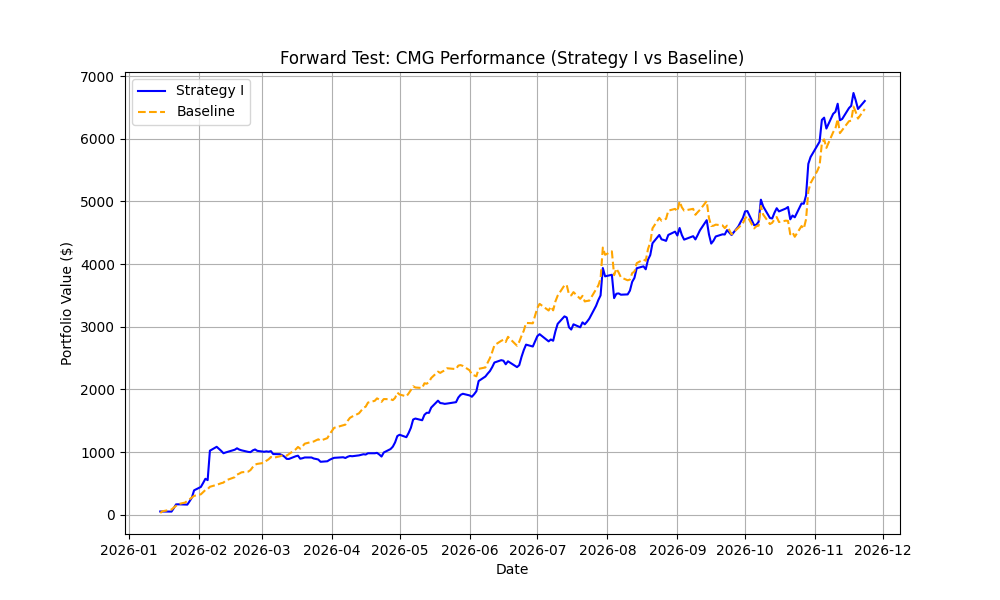 Forward Test: CMG Performance (Strategy I vs Baseline)
Strategy I
Baseline
Portfolio Value ($)
7000
6000
5000
4000
3000
2000
1000
0
2026-01 2026-02 2026-03 2026-04 2026-05 2026-06 2026-07 2026-08 2026-09 2026-10 2026-11 2026-12
Date